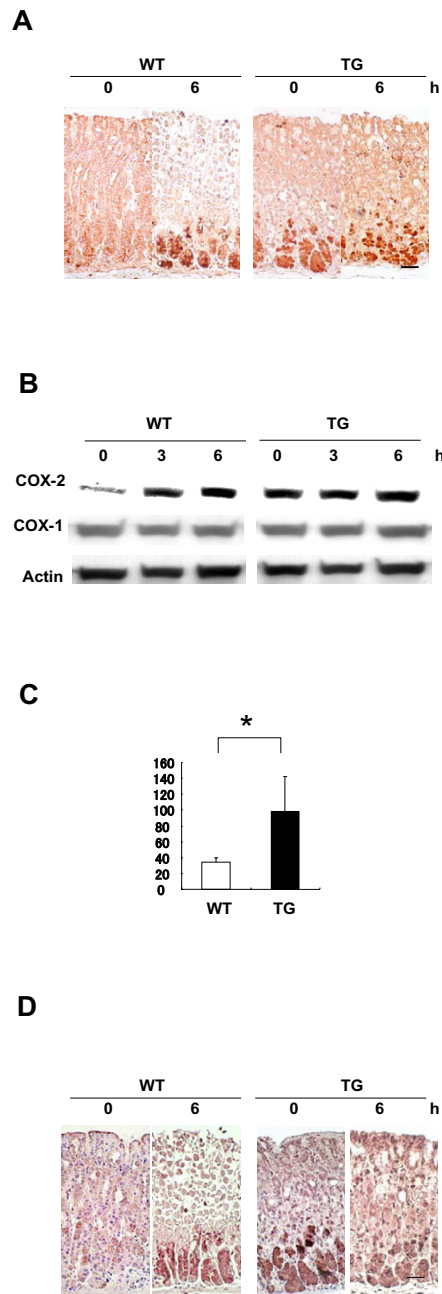 A
WT TG
0 6 0 6 h
B
WT TG
0 3 6 0 3 6 h
COX-2
COX-1
Actin
C
*
160
140
120
100
80
60
40
20
0
WT TG
D
WT TG
0 6 0 6 h